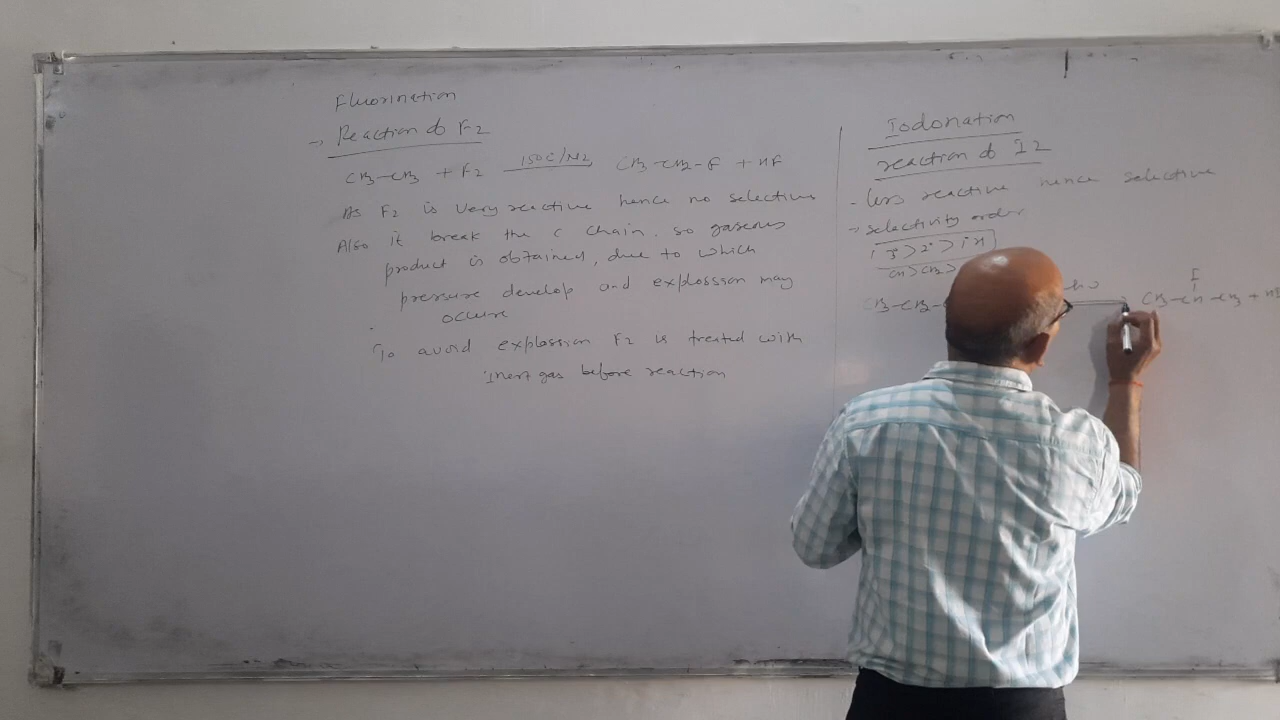 Fluorination
→ Reaction of F2
CH3-CH3 + F2 150C/N2 CH3-CH2-F + HF
As F2 is very reactive hence no selective
Also it break the C chain, so gaseous
product is obtained, due to which
pressure develop and explossion may
occure
To avoid explossion F2 is treated with
Inert gas before reaction
Iodonation
reaction of I2
- less reactive hence selective
→ selectivity order
3° > 2° > 1° H
CH > CH2 >
CH3-CH2- hν → CH3-CH-CH3 + HI
I